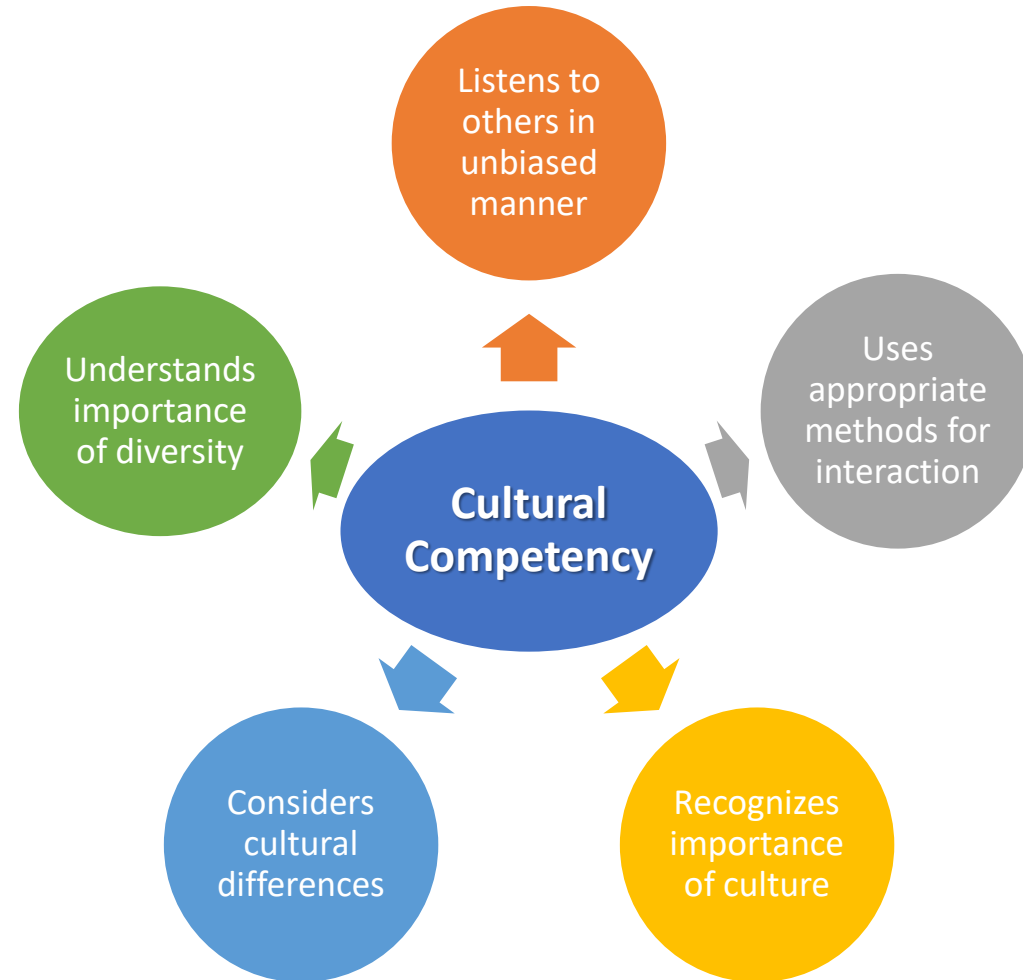 Listens to
others in
unbiased
manner
Uses
appropriate
methods for
interaction
Recognizes
importance
of culture
Considers
cultural
differences
Understands
importance
of diversity
Cultural
Competency